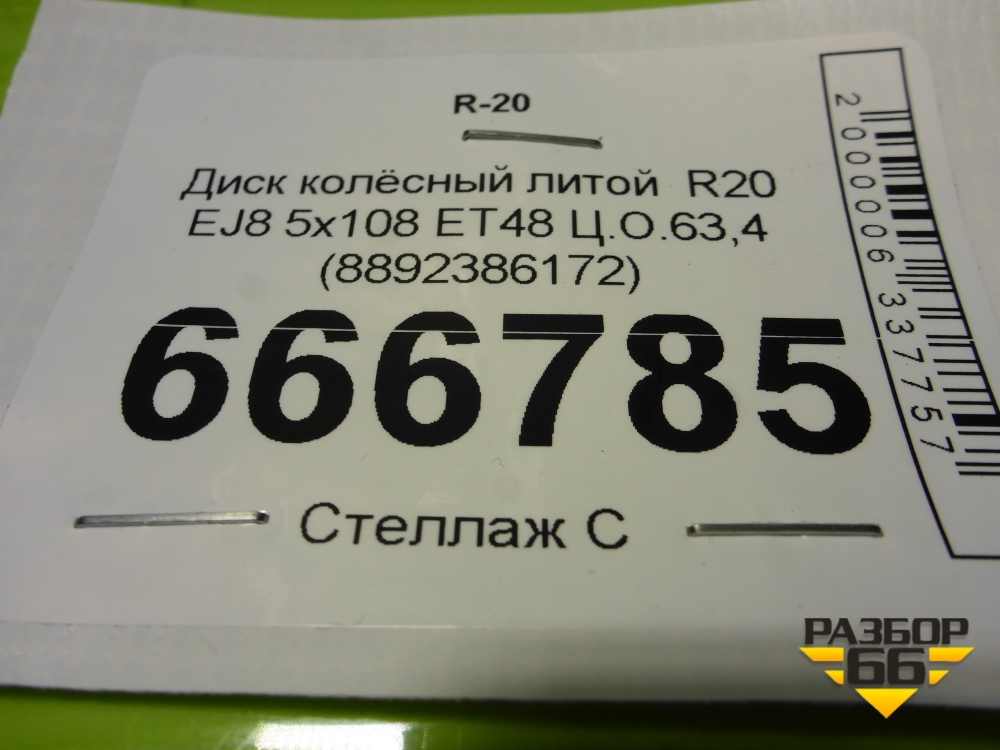 R-20
Диск колёсный литой R20
EJ8 5x108 ET48 Ц.О.63,4
(8892386172)
666785
Стеллаж С
2000006337757
РАЗБОР
66